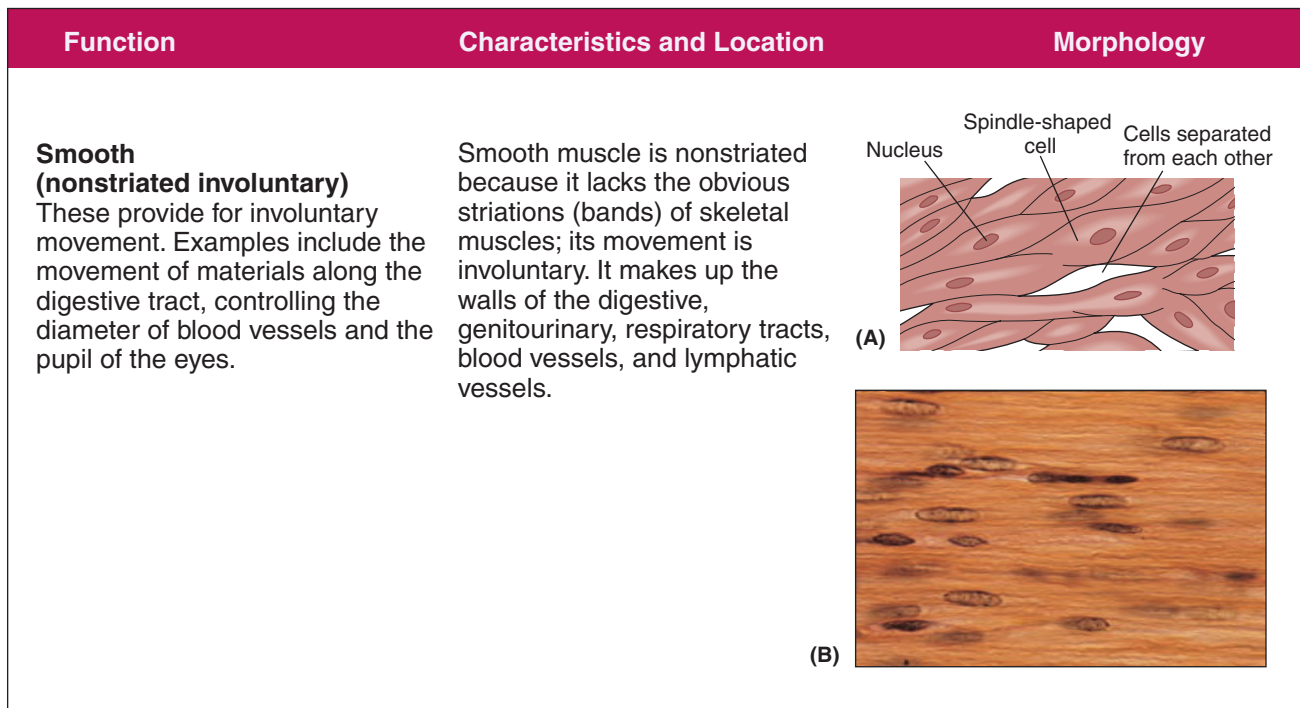 Function
Characteristics and Location
Morphology
Smooth
(nonstriated involuntary)
These provide for involuntary
movement. Examples include the
movement of materials along the
digestive tract, controlling the
diameter of blood vessels and the
pupil of the eyes.
Smooth muscle is nonstriated
because it lacks the obvious
striations (bands) of skeletal
muscles; its movement is
involuntary. It makes up the
walls of the digestive,
genitourinary, respiratory tracts,
blood vessels, and lymphatic
vessels.
Nucleus
Spindle-shaped
cell
Cells separated
from each other
(A)
(B)